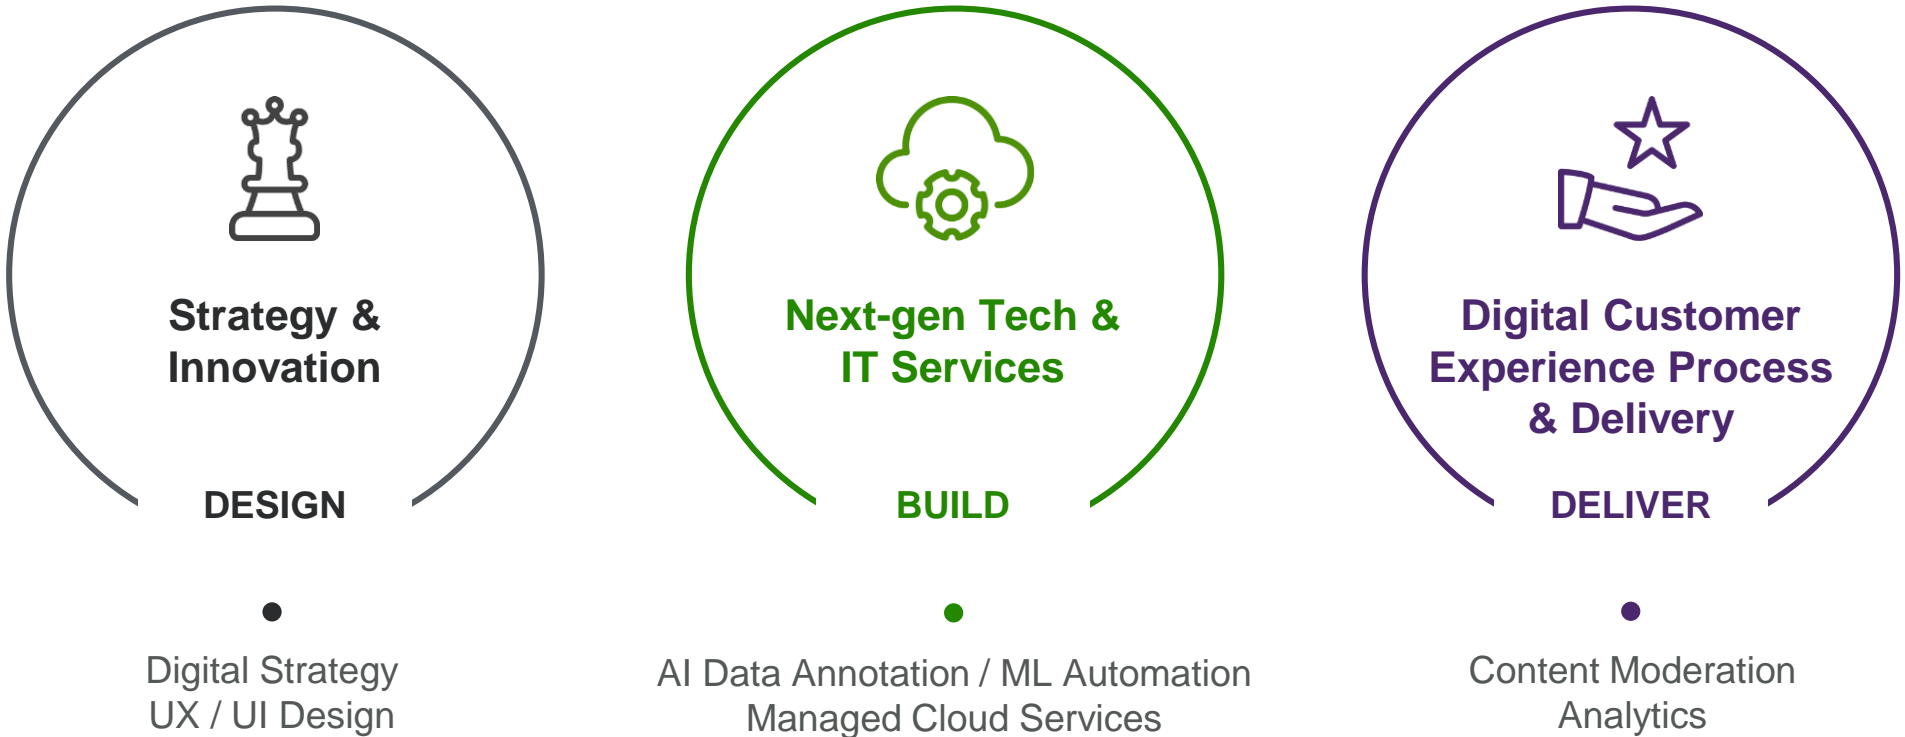 Strategy &
Innovation
DESIGN
Digital Strategy
UX / UI Design
Next-gen Tech &
IT Services
BUILD
AI Data Annotation / ML Automation
Managed Cloud Services
Digital Customer
Experience Process
& Delivery
DELIVER
Content Moderation
Analytics